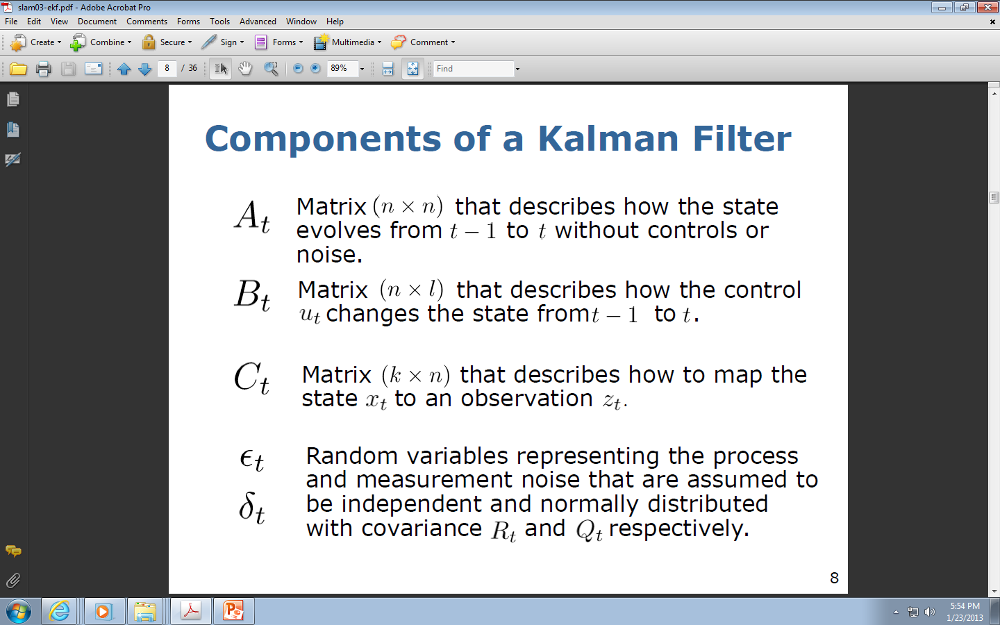 slam03-ekf.pdf - Adobe Acrobat Pro
File Edit View Document Comments Forms Tools Advanced Window Help
Create Combine Secure Sign Forms Multimedia Comment
8 / 36 89% Find
Components of a Kalman Filter
A_t Matrix (n × n) that describes how the state
evolves from t − 1 to t without controls or
noise.
B_t Matrix (n × l) that describes how the control
u_t changes the state from t − 1 to t.
C_t Matrix (k × n) that describes how to map the
state x_t to an observation z_t.
ϵ_t Random variables representing the process
and measurement noise that are assumed to
δ_t be independent and normally distributed
with covariance R_t and Q_t respectively.
8
5:54 PM
1/23/2013